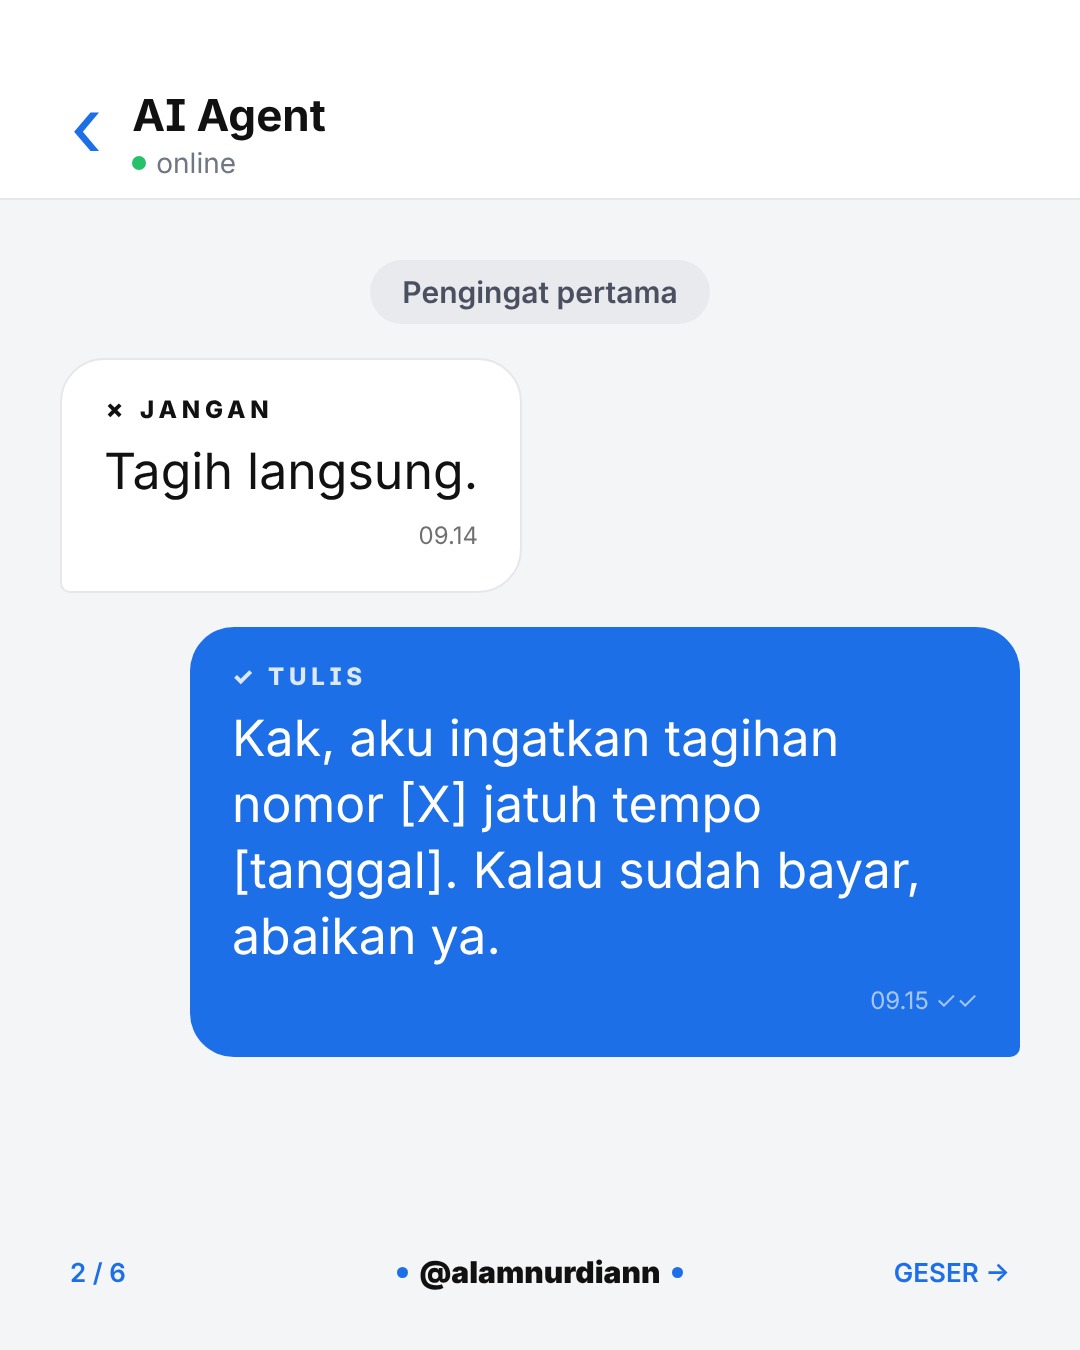 AI Agent
online
Pengingat pertama
× JANGAN
Tagih langsung.
09.14
✓ TULIS
Kak, aku ingatkan tagihan
nomor [X] jatuh tempo
[tanggal]. Kalau sudah bayar,
abaikan ya.
09.15 ✓✓
2 / 6
• @alamnurdiann •
GESER →